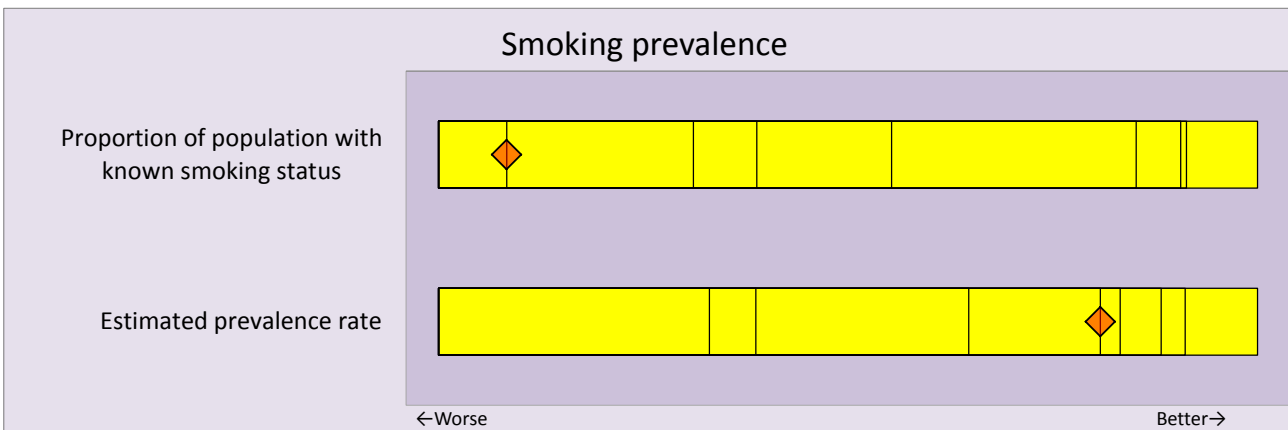 Smoking prevalence
Proportion of population with
known smoking status
Estimated prevalence rate
←Worse
Better→